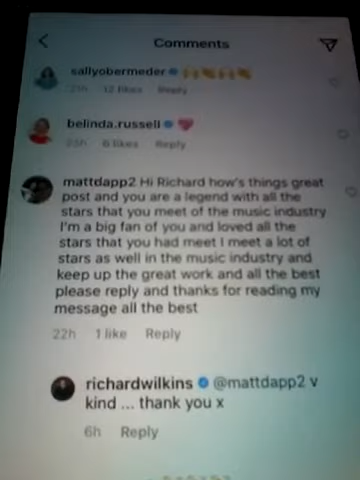 Comments
sallyobermeder 🙌👏🙌👏
23h 12 likes Reply
belinda.russell 💖
23h 6 likes Reply
mattdapp2 Hi Richard how's things great
post and you are a legend with all the
stars that you meet of the music industry
I'm a big fan of you and loved all the
stars that you had meet I meet a lot of
stars as well in the music industry and
keep up the great work and all the best
please reply and thanks for reading my
message all the best
22h 1 like Reply
richardwilkins @mattdapp2 v
kind ... thank you x
6h Reply